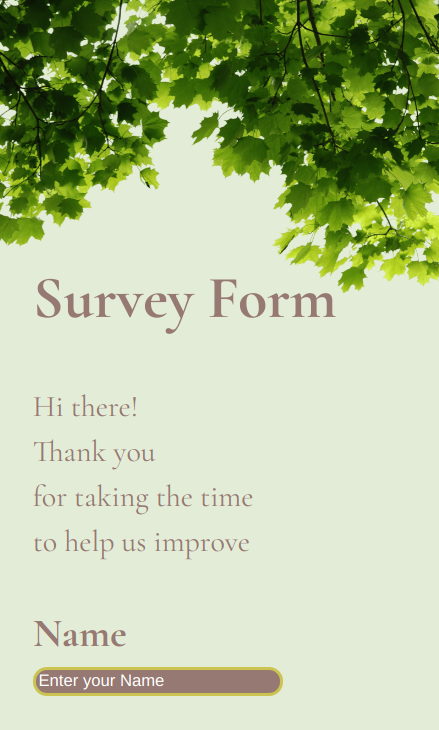 Survey Form
Hi there!
Thank you
for taking the time
to help us improve
Name
Enter your Name